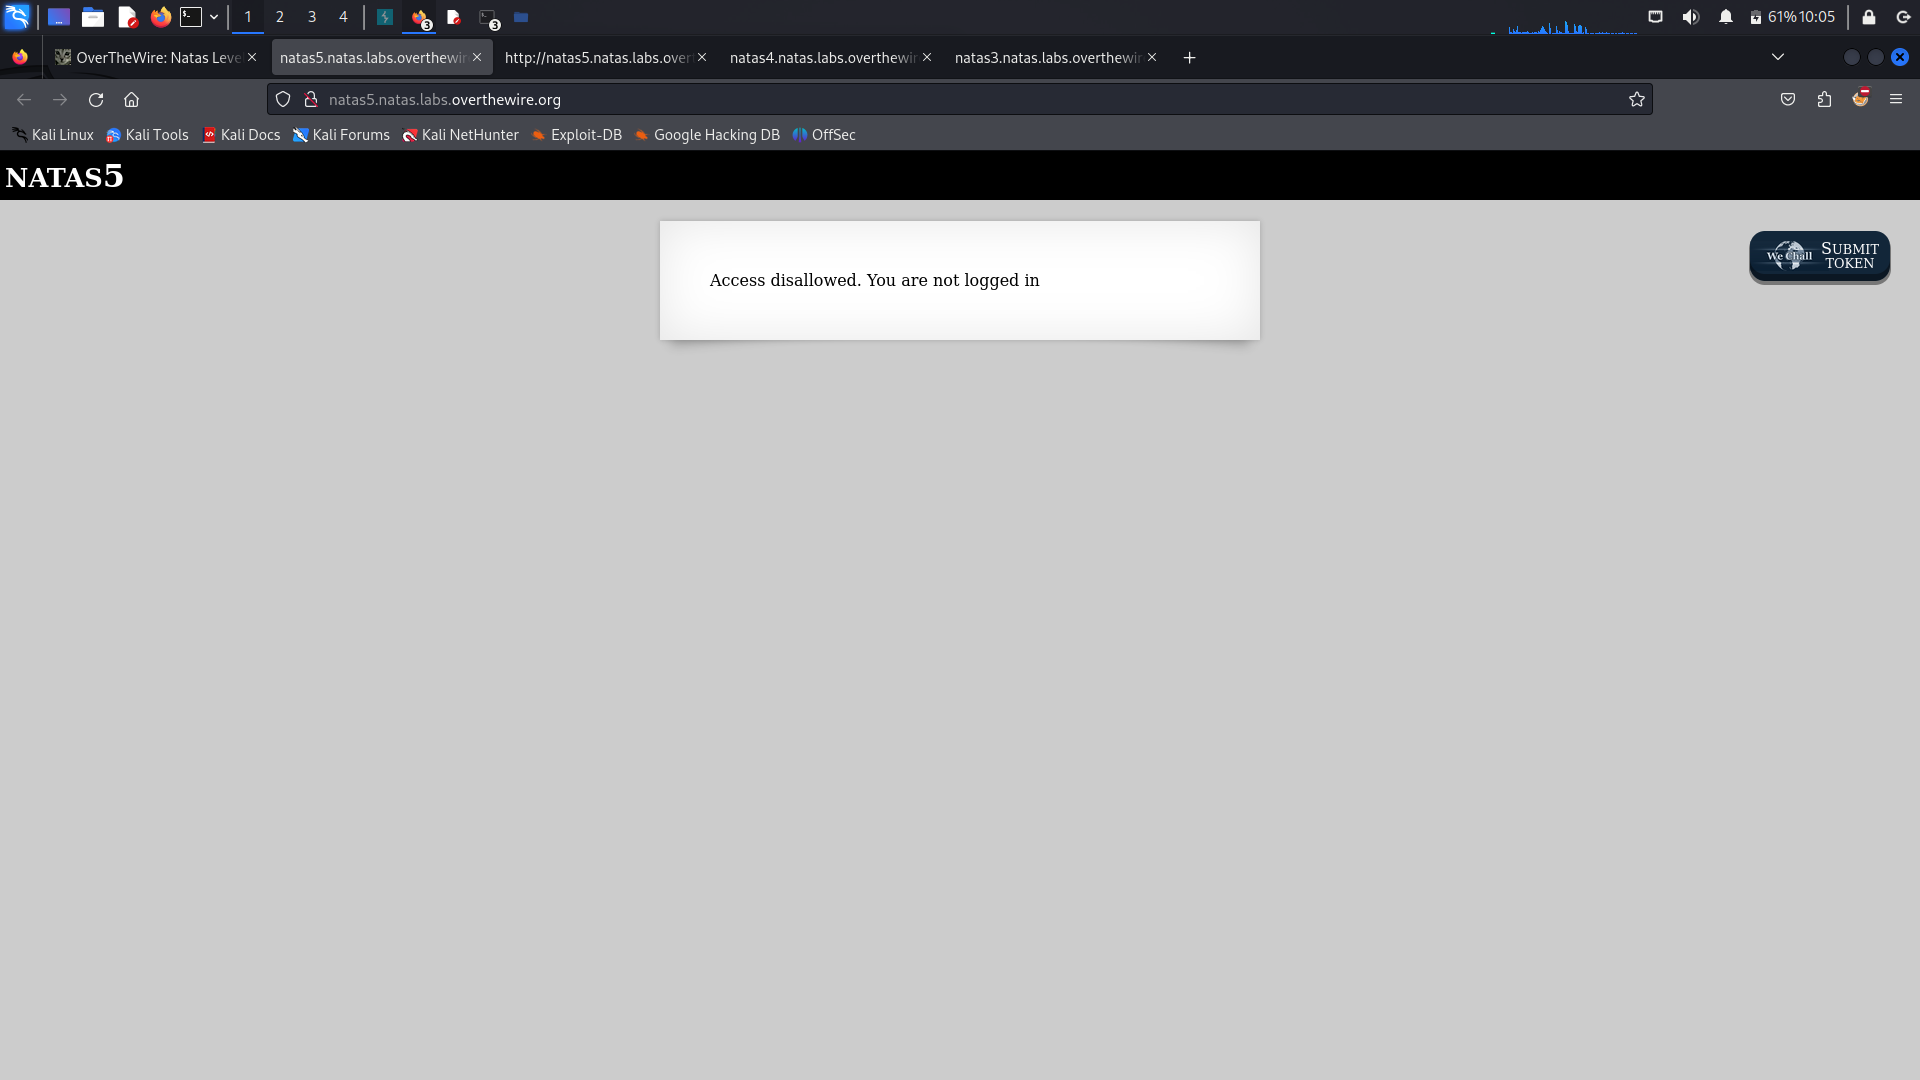 1 2 3 4 3 3 61% 10:05
OverTheWire: Natas Leve natas5.natas.labs.overthewir http://natas5.natas.labs.over natas4.natas.labs.overthewir natas3.natas.labs.overthewir
natas5.natas.labs.overthewire.org
Kali Linux Kali Tools Kali Docs Kali Forums Kali NetHunter Exploit-DB Google Hacking DB OffSec
NATAS5
We Chall SUBMIT
TOKEN
Access disallowed. You are not logged in